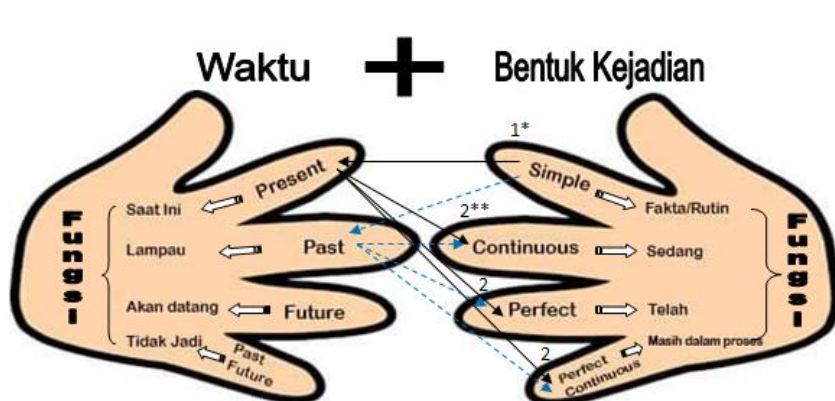 Waktu + Bentuk Kejadian
1*
Present
Simple
Saat Ini
Fakta/Rutin
2**
Fungsi
Lampau
Past
Continuous
Sedang
Fungsi
2
Akan datang
Future
Perfect
Telah
Tidak Jadi
Past
Future
2
Perfect
Continuous
Masih dalam proses